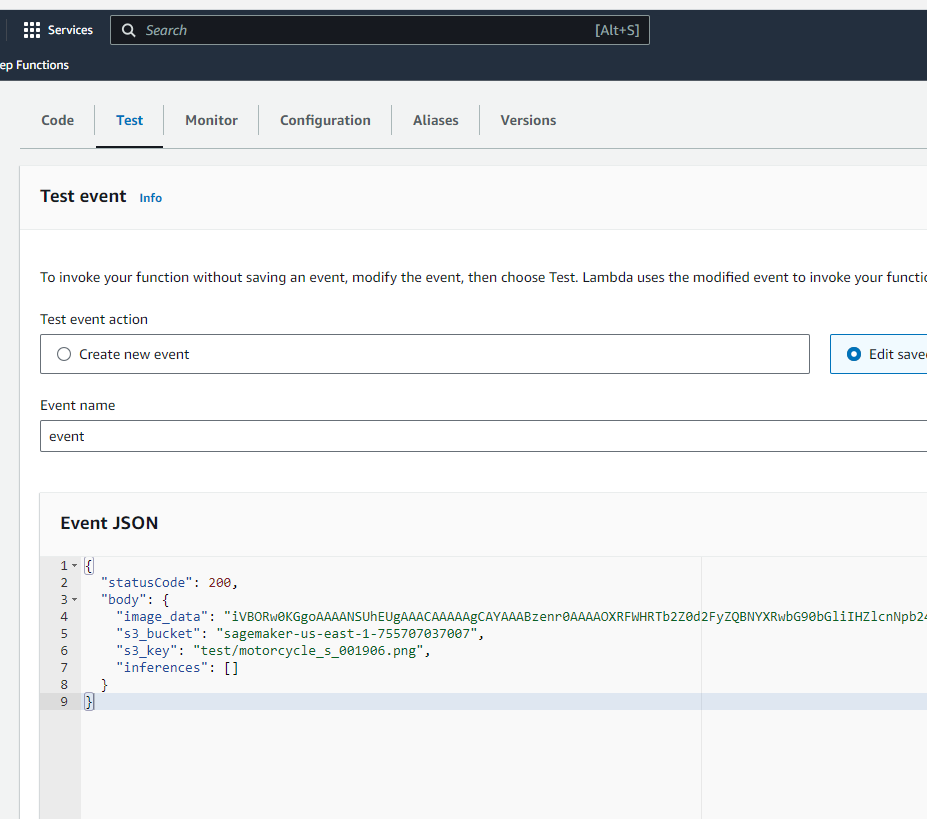 Services Search [Alt+S]
ep Functions
Code Test Monitor Configuration Aliases Versions
Test event Info
To invoke your function without saving an event, modify the event, then choose Test. Lambda uses the modified event to invoke your functio
Test event action
Create new event Edit save
Event name
event
Event JSON
1 {
2 "statusCode": 200,
3 "body": {
4 "image_data": "iVBORw0KGgoAAAANSUhEUgAAACAAAAAgCAYAAABzenr0AAAAOXRFWHRTb2Z0d2FyZQBNYXRwbG90bGliIHZlcnNpb24
5 "s3_bucket": "sagemaker-us-east-1-755707037007",
6 "s3_key": "test/motorcycle_s_001906.png",
7 "inferences": []
8 }
9 }